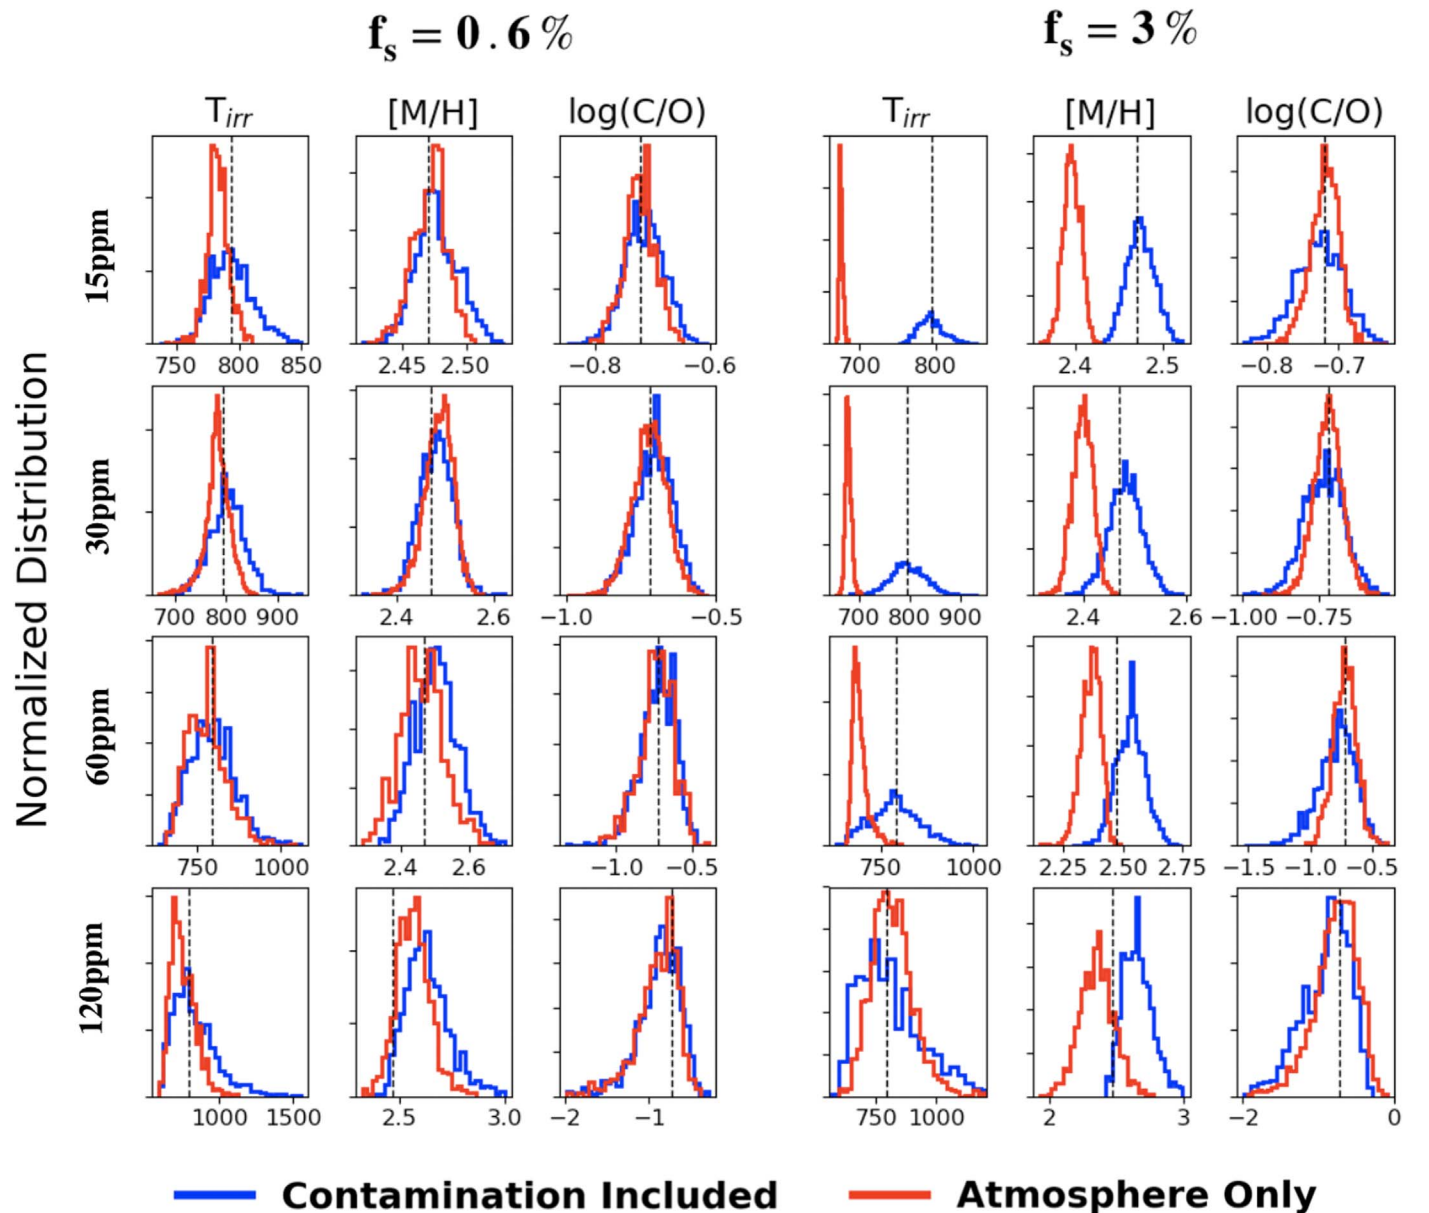 f_s = 0.6 %
f_s = 3 %
T_irr [M/H] log(C/O) T_irr [M/H] log(C/O)
Normalized Distribution
15ppm
750 800 850 2.45 2.50 −0.8 −0.6 700 800 2.4 2.5 −0.8 −0.7
30ppm
700 800 900 2.4 2.6 −1.0 −0.5 700 800 900 2.4 2.6 −1.00 −0.75
60ppm
750 1000 2.4 2.6 −1.0 −0.5 750 1000 2.25 2.50 2.75 −1.5 −1.0 −0.5
120ppm
1000 1500 2.5 3.0 −2 −1 750 1000 2 3 −2 0
Contamination Included Atmosphere Only